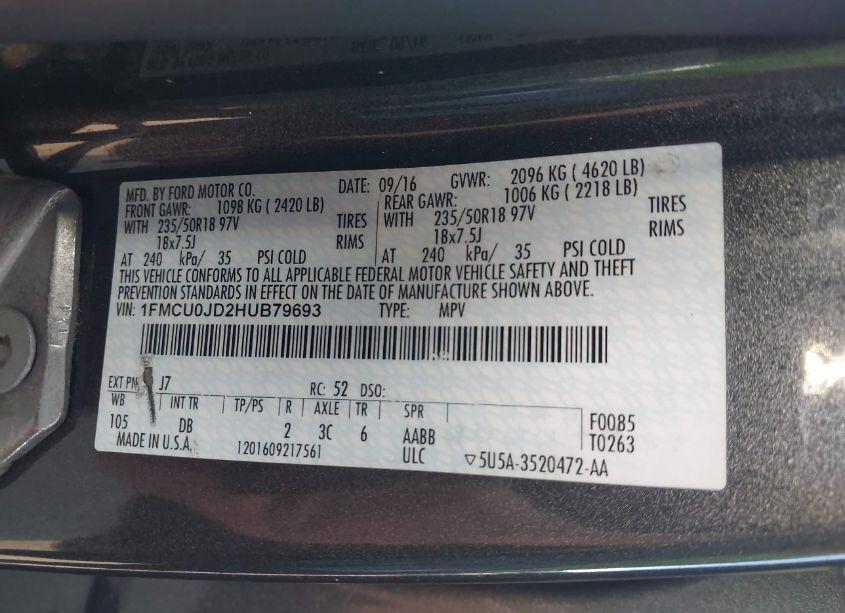 MFD. BY FORD MOTOR CO. DATE: 09/16 GVWR: 2096 KG ( 4620 LB)
FRONT GAWR: 1098 KG ( 2420 LB) REAR GAWR: 1006 KG ( 2218 LB)
WITH 235/50R18 97V TIRES WITH 235/50R18 97V TIRES
18x7.5J RIMS 18x7.5J RIMS
AT 240 kPa/ 35 PSI COLD AT 240 kPa/ 35 PSI COLD
THIS VEHICLE CONFORMS TO ALL APPLICABLE FEDERAL MOTOR VEHICLE SAFETY AND THEFT
PREVENTION STANDARDS IN EFFECT ON THE DATE OF MANUFACTURE SHOWN ABOVE.
VIN: 1FMCU0JD2HUB79693 TYPE: MPV
EXT PNT J7 RC: 52 DSO:
WB INT TR TP/PS R AXLE TR SPR
105 DB 2 3C 6 AABB F0085
MADE IN U.S.A. 1201609217561 ULC ▽5U5A-3520472-AA T0263